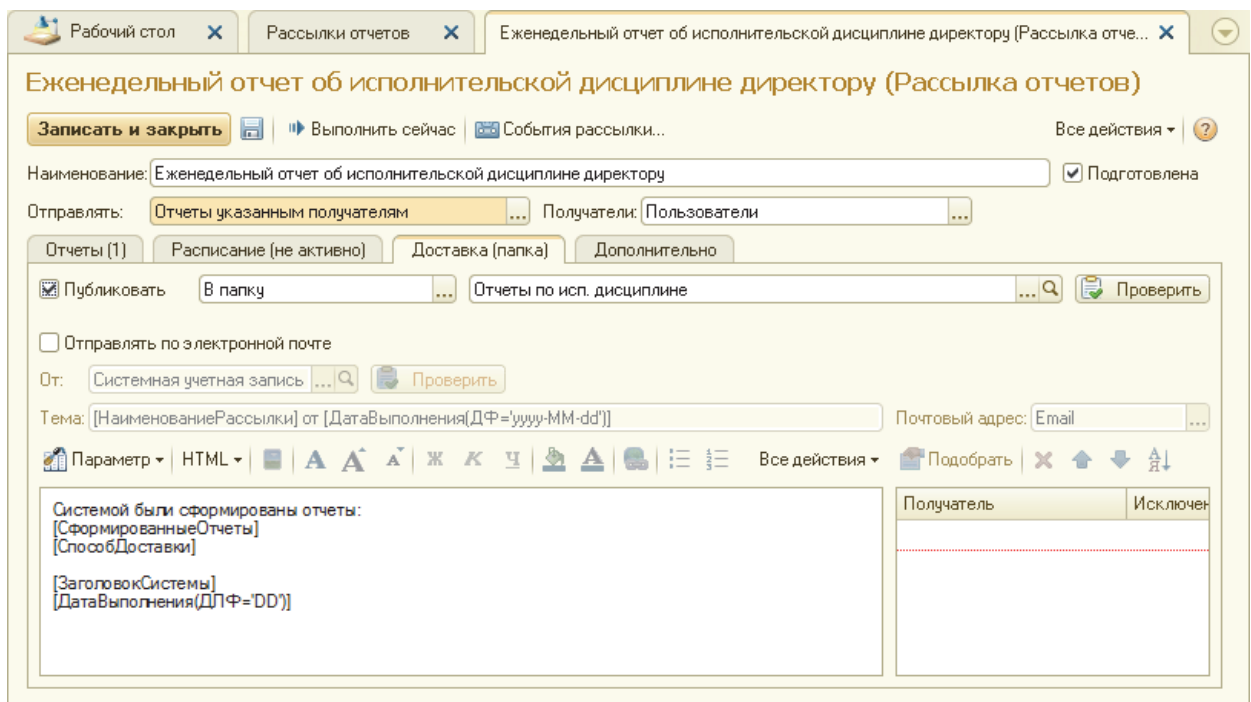 Рабочий стол Рассылки отчетов Еженедельный отчет об исполнительской дисциплине директору (Рассылка отче...
Еженедельный отчет об исполнительской дисциплине директору (Рассылка отчетов)
Записать и закрыть Выполнить сейчас События рассылки... Все действия ?
Наименование: Еженедельный отчет об исполнительской дисциплине директору Подготовлена
Отправлять: Отчеты указанным получателям ... Получатели: Пользователи ...
Отчеты (1) Расписание (не активно) Доставка (папка) Дополнительно
Публиковать В папку ... Отчеты по исп. дисциплине ... Проверить
Отправлять по электронной почте
От: Системная учетная запись ... Проверить
Тема: [НаименованиеРассылки] от [ДатаВыполнения(ДФ='yyyy-MM-dd')] Почтовый адрес: Email ...
Параметр HTML А А А Ж К Ч А Все действия Подобрать А Я
Системой были сформированы отчеты: Получатель Исключен
[СформированныеОтчеты]
[СпособДоставки]
[ЗаголовокСистемы]
[ДатаВыполнения(ДЛФ='DD')]